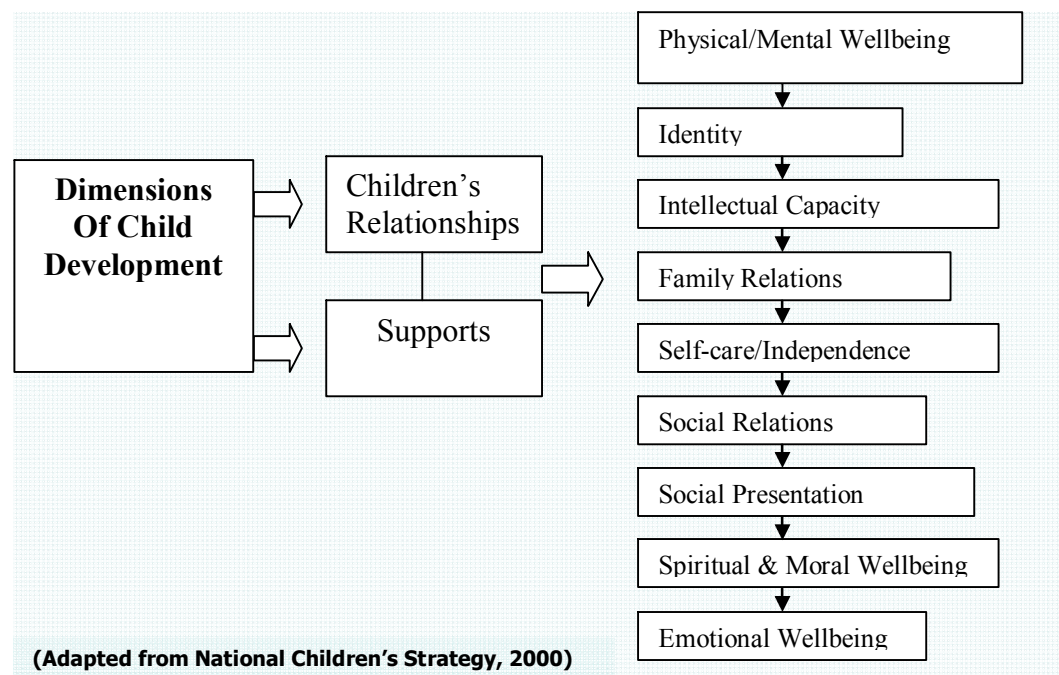 Dimensions
Of Child
Development
Children’s
Relationships
Supports
Physical/Mental Wellbeing
Identity
Intellectual Capacity
Family Relations
Self-care/Independence
Social Relations
Social Presentation
Spiritual & Moral Wellbeing
Emotional Wellbeing
(Adapted from National Children’s Strategy, 2000)